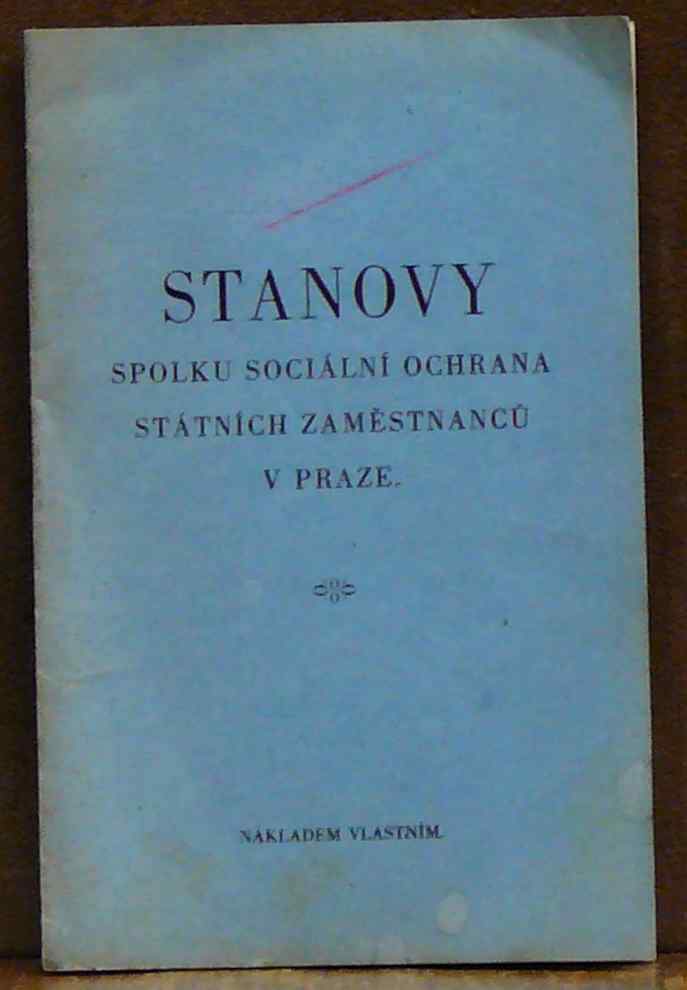 STANOVY
SPOLKU SOCIÁLNÍ OCHRANA
STÁTNÍCH ZAMĚSTNANCŮ
V PRAZE.
NÁKLADEM VLASTNÍM.